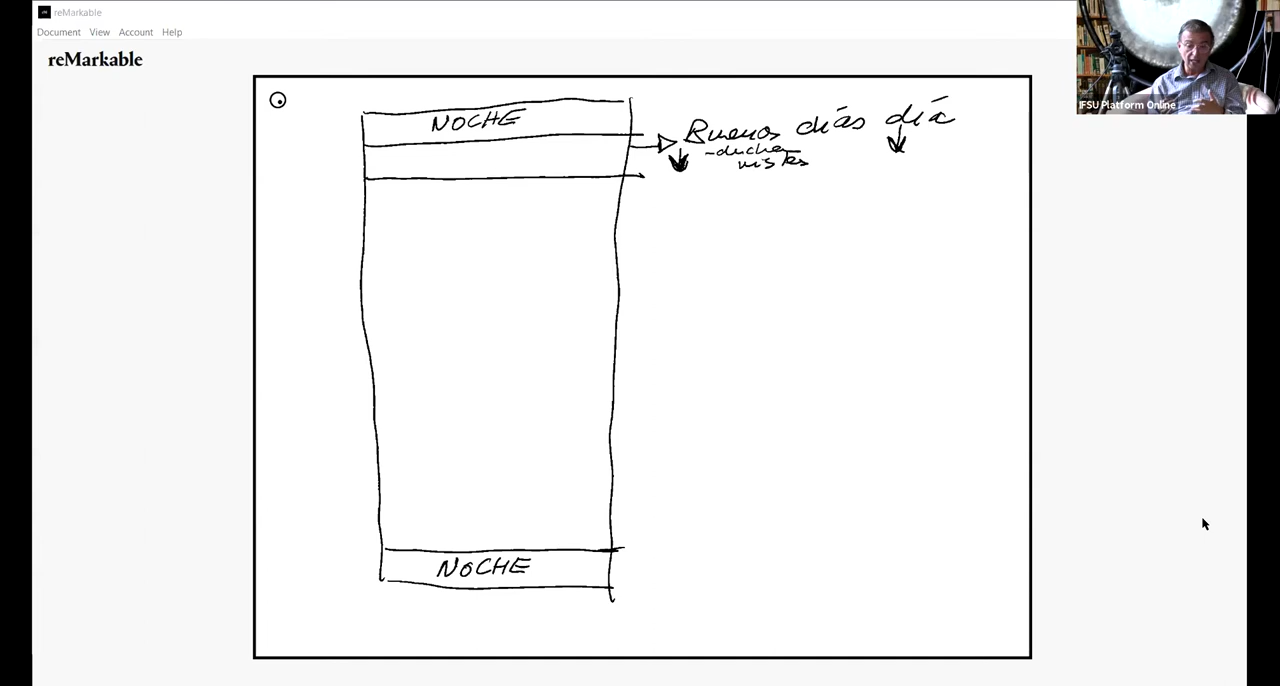 reMarkable
Document View Account Help
reMarkable
IFSU Platform Online
NOCHE
Buenos días día
-ducha
NOCHE